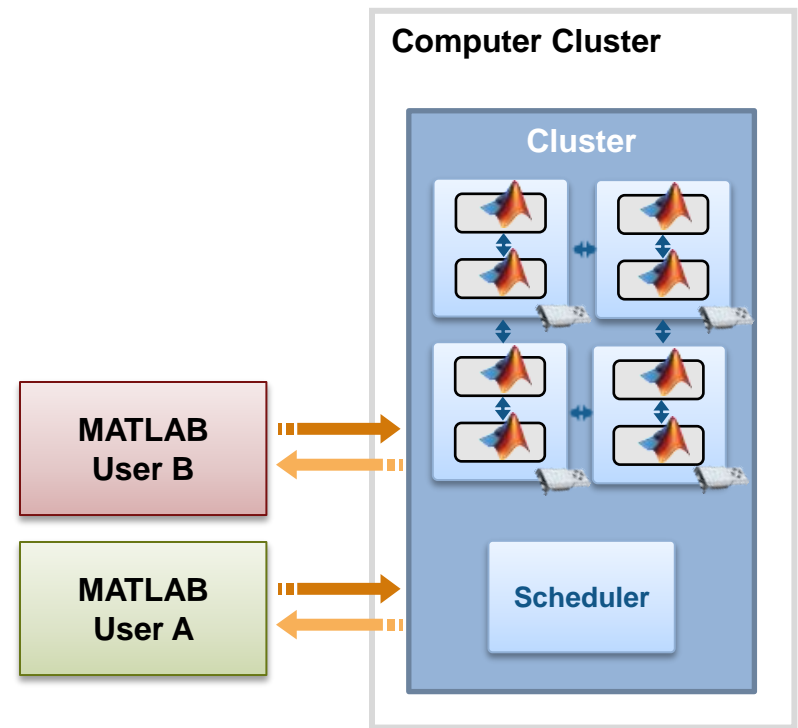 Computer Cluster
Cluster
MATLAB
User B
MATLAB
User A
Scheduler